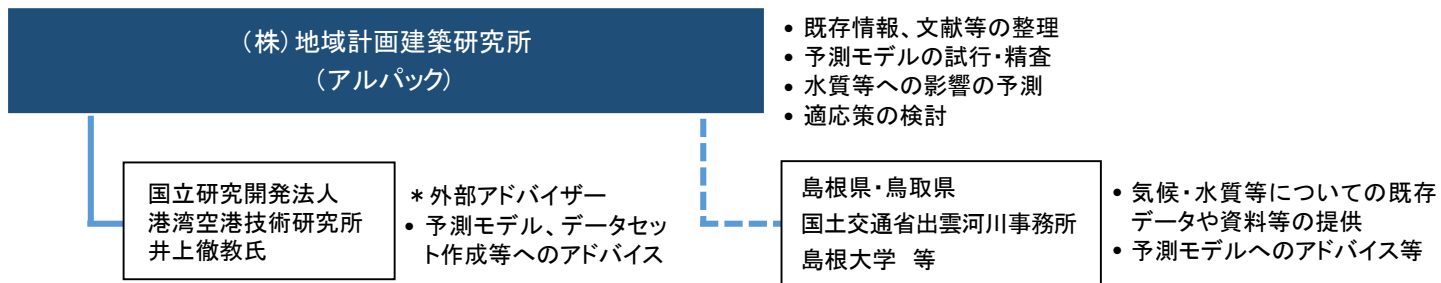 （株）地域計画建築研究所
（アルパック）
• 既存情報、文献等の整理
• 予測モデルの試行・精査
• 水質等への影響の予測
• 適応策の検討
国立研究開発法人
港湾空港技術研究所
井上徹教氏
＊外部アドバイザー
• 予測モデル、データセッ
ト作成等へのアドバイス
島根県・鳥取県
国土交通省出雲河川事務所
島根大学　等
• 気候・水質等についての既存
データや資料等の提供
• 予測モデルへのアドバイス等